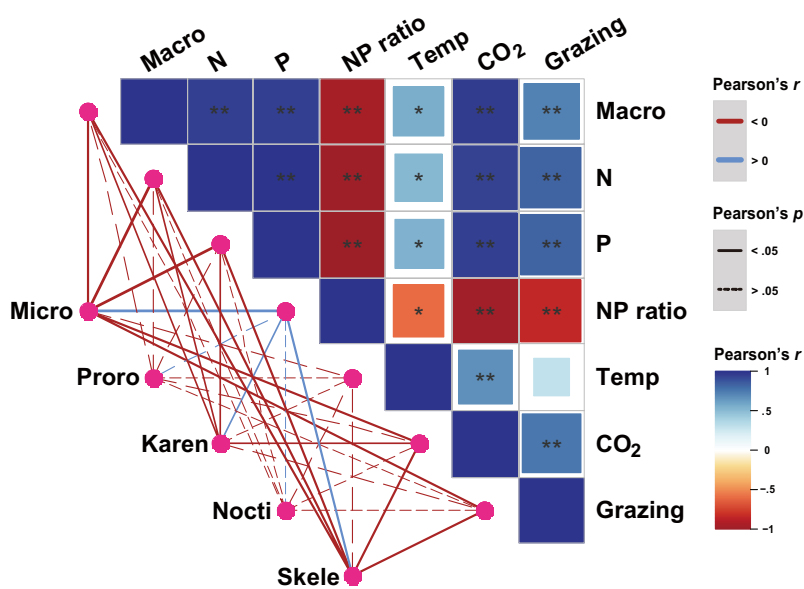 Macro N P NP ratio Temp CO₂ Grazing
** ** ** * ** ** Macro
** ** * ** ** N
** * ** ** P
* ** ** NP ratio
** Temp
** CO₂
Grazing
Micro
Proro
Karen
Nocti
Skele
Pearson's r
< 0
> 0
Pearson's p
< .05
> .05
Pearson's r
1
.5
0
−.5
−1